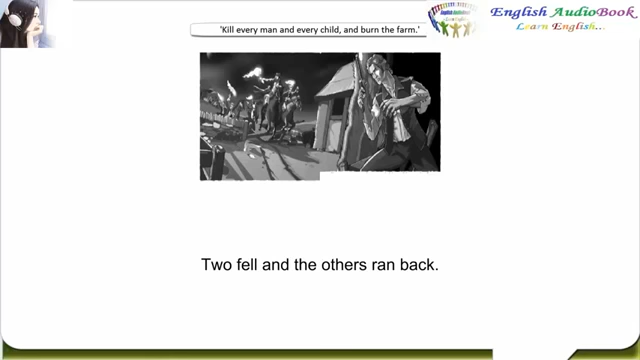 'Kill every man and every child, and burn the farm.'
English AudioBook
Learn English...
Two fell and the others ran back.